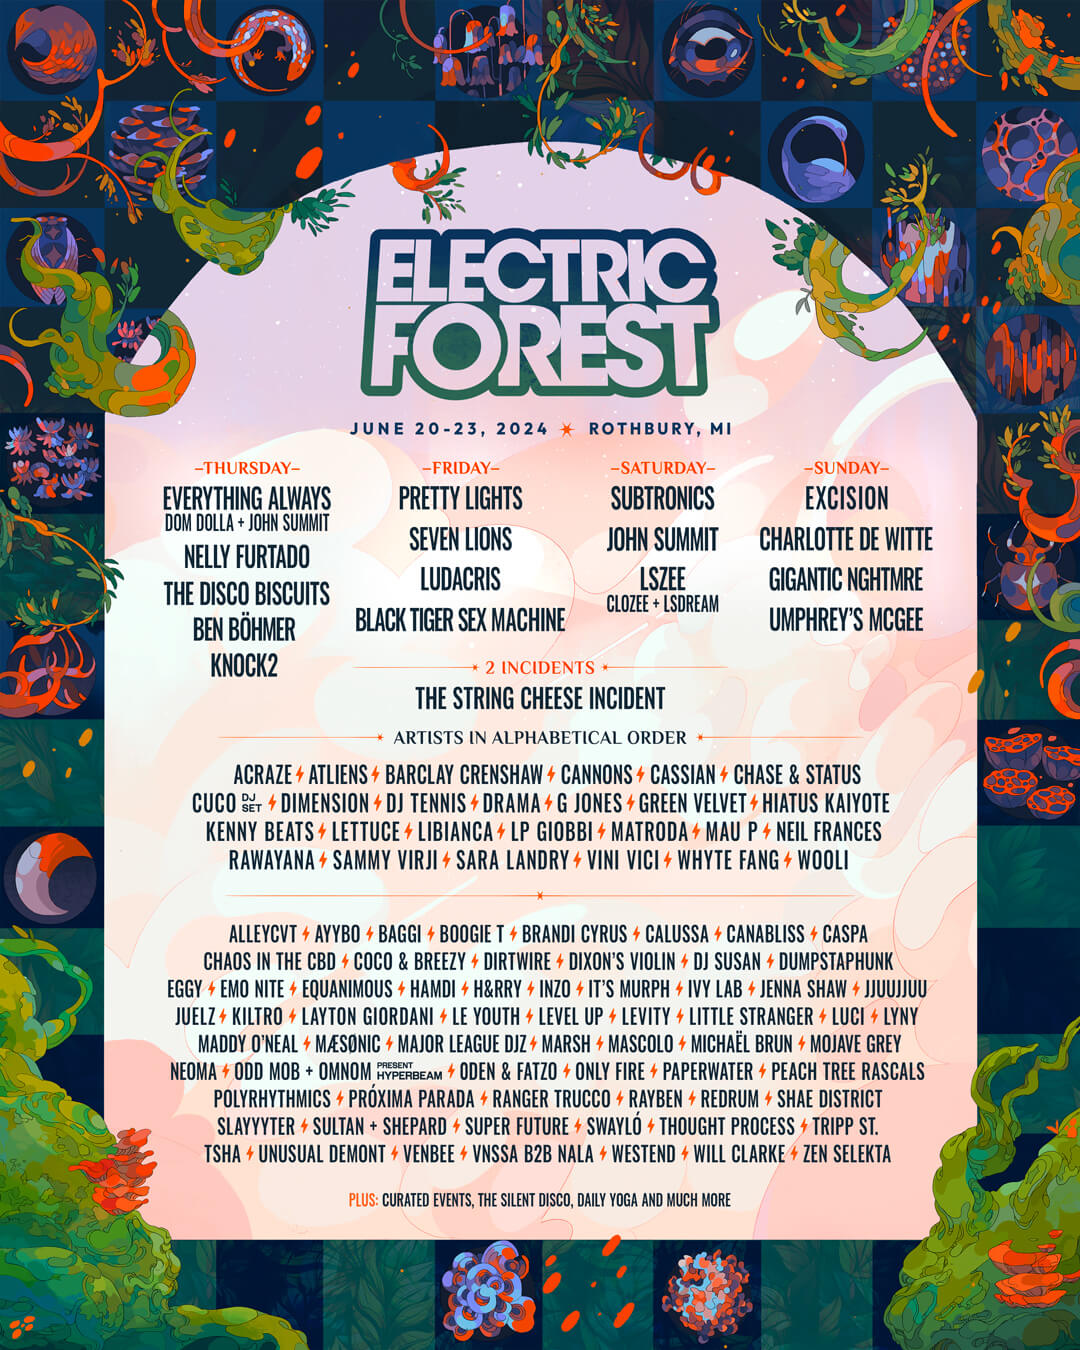 ELECTRIC
FOREST
JUNE 20-23, 2024 ROTHBURY, MI
–THURSDAY–
EVERYTHING ALWAYS
DOM DOLLA + JOHN SUMMIT
NELLY FURTADO
THE DISCO BISCUITS
BEN BÖHMER
KNOCK2
–FRIDAY–
PRETTY LIGHTS
SEVEN LIONS
LUDACRIS
BLACK TIGER SEX MACHINE
–SATURDAY–
SUBTRONICS
JOHN SUMMIT
LSZEE
CLOZEE + LSDREAM
–SUNDAY–
EXCISION
CHARLOTTE DE WITTE
GIGANTIC NGHTMRE
UMPHREY'S MCGEE
2 INCIDENTS
THE STRING CHEESE INCIDENT
ARTISTS IN ALPHABETICAL ORDER
ACRAZE ATLIENS BARCLAY CRENSHAW CANNONS CASSIAN CHASE & STATUS
CUCO DJ SET DIMENSION DJ TENNIS DRAMA G JONES GREEN VELVET HIATUS KAIYOTE
KENNY BEATS LETTUCE LIBIANCA LP GIOBBI MATRODA MAU P NEIL FRANCES
RAWAYANA SAMMY VIRJI SARA LANDRY VINI VICI WHYTE FANG WOOLI
ALLEYCVT AYYBO BAGGI BOOGIE T BRANDI CYRUS CALUSSA CANABLISS CASPA
CHAOS IN THE CBD COCO & BREEZY DIRTWIRE DIXON'S VIOLIN DJ SUSAN DUMPSTAPHUNK
EGGY EMO NITE EQUANIMOUS HAMDI H&RRY INZO IT'S MURPH IVY LAB JENNA SHAW JJUUJJUU
JUELZ KILTRO LAYTON GIORDANI LE YOUTH LEVEL UP LEVITY LITTLE STRANGER LUCI LYNY
MADDY O'NEAL MÆSØNIC MAJOR LEAGUE DJZ MARSH MASCOLO MICHAËL BRUN MOJAVE GREY
NEOMA ODD MOB + OMNOM PRESENT HYPERBEAM ODEN & FATZO ONLY FIRE PAPERWATER PEACH TREE RASCALS
POLYRHYTHMICS PRÓXIMA PARADA RANGER TRUCCO RAYBEN REDRUM SHAE DISTRICT
SLAYYYTER SULTAN + SHEPARD SUPER FUTURE SWAYLÓ THOUGHT PROCESS TRIPP ST.
TSHA UNUSUAL DEMONT VENBEE VNSSA B2B NALA WESTEND WILL CLARKE ZEN SELEKTA
PLUS: CURATED EVENTS, THE SILENT DISCO, DAILY YOGA AND MUCH MORE